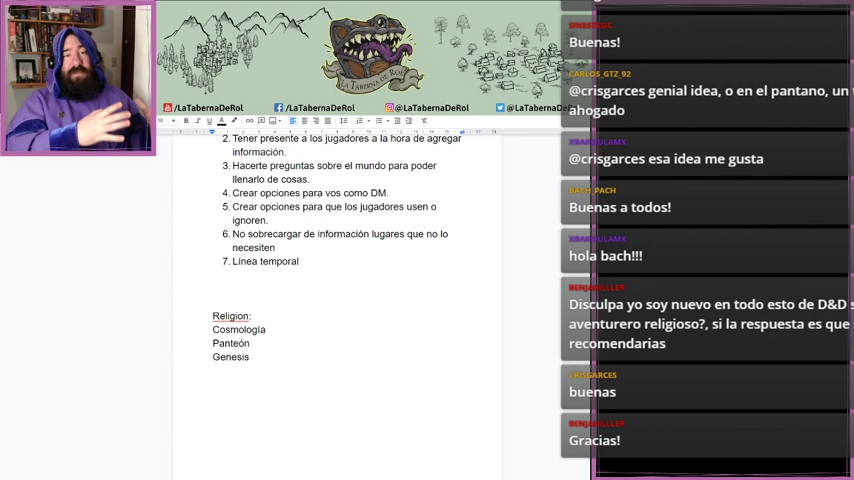 LA TABERNA DE ROL
/LaTabernaDeRol
/LaTabernaDeRol
@LaTabernaDeRol
@LaTabernaDeRol
2. Tener presente a los jugadores a la hora de agregar
información.
3. Hacerte preguntas sobre el mundo para poder
llenarlo de cosas.
4. Crear opciones para vos como DM.
5. Crear opciones para que los jugadores usen o
ignoren.
6. No sobrecargar de información lugares que no lo
necesiten
7. Línea temporal
Religion:
Cosmología
Panteón
Genesis
Buenas!
CARLOS_GTZ_92
@crisgarces genial idea, o en el pantano, un
ahogado
@crisgarces esa idea me gusta
BACH_PACH
Buenas a todos!
hola bach!!!
Disculpa yo soy nuevo en todo esto de D&D
aventurero religioso?, si la respuesta es que
recomendarias
CRISGARCES
buenas
Gracias!